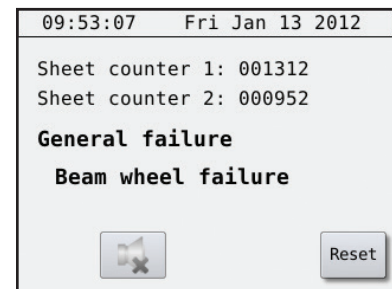 09:53:07 Fri Jan 13 2012
Sheet counter 1: 001312
Sheet counter 2: 000952
General failure
Beam wheel failure
Reset